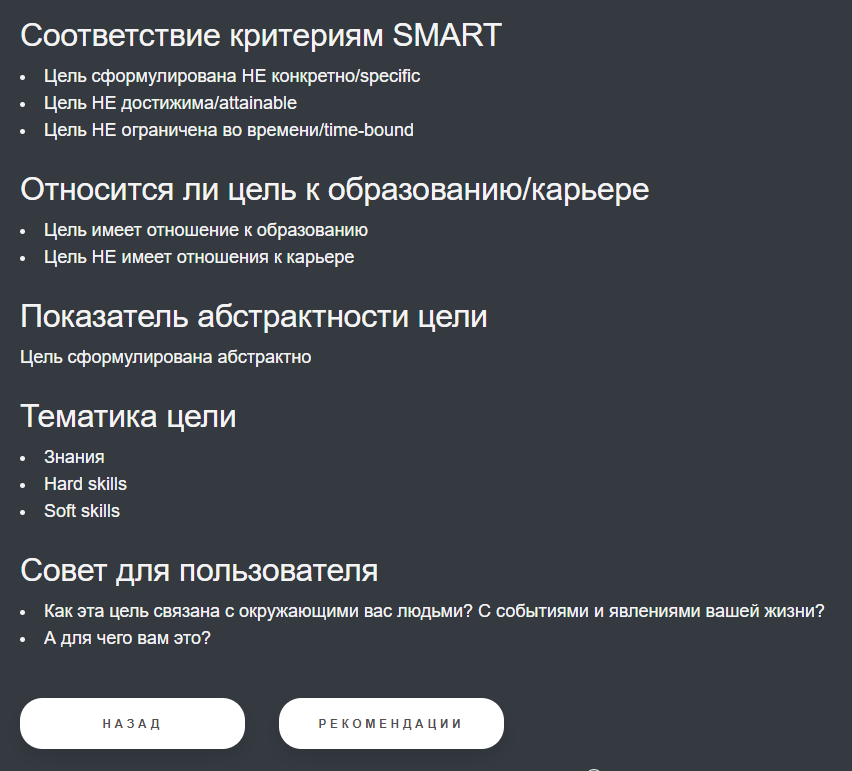 Соответствие критериям SMART
• Цель сформулирована НЕ конкретно/specific
• Цель НЕ достижима/attainable
• Цель НЕ ограничена во времени/time-bound
Относится ли цель к образованию/карьере
• Цель имеет отношение к образованию
• Цель НЕ имеет отношения к карьере
Показатель абстрактности цели
Цель сформулирована абстрактно
Тематика цели
• Знания
• Hard skills
• Soft skills
Совет для пользователя
• Как эта цель связана с окружающими вас людьми? С событиями и явлениями вашей жизни?
• А для чего вам это?
НАЗАД РЕКОМЕНДАЦИИ